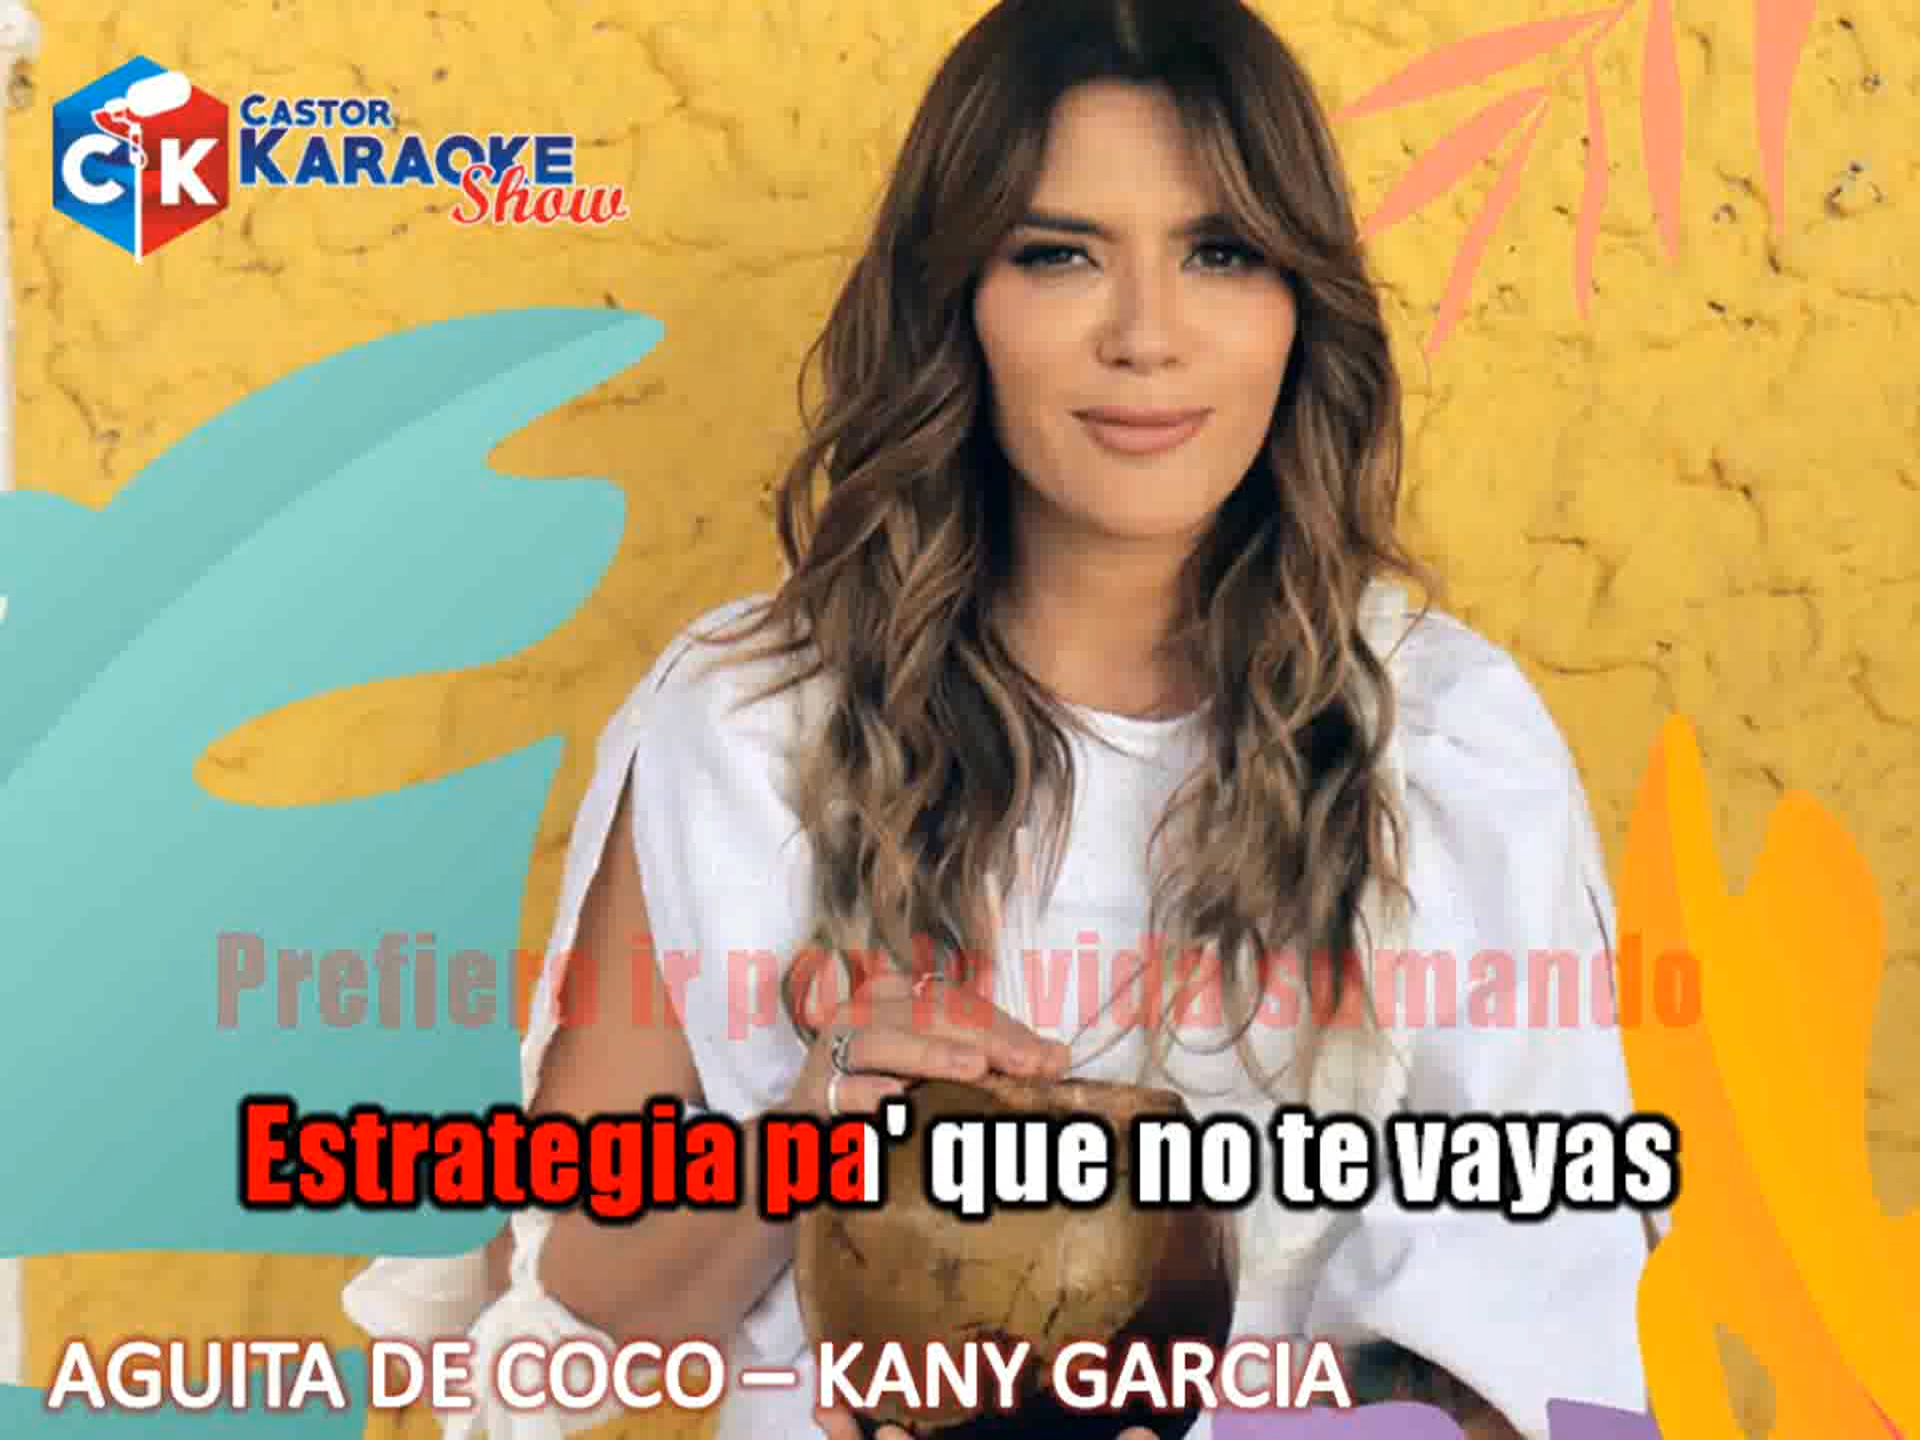 CK
CASTOR
KARAOKE
Show
Prefiero ir por la vida sumando
Estrategia pa' que no te vayas
AGUITA DE COCO – KANY GARCIA